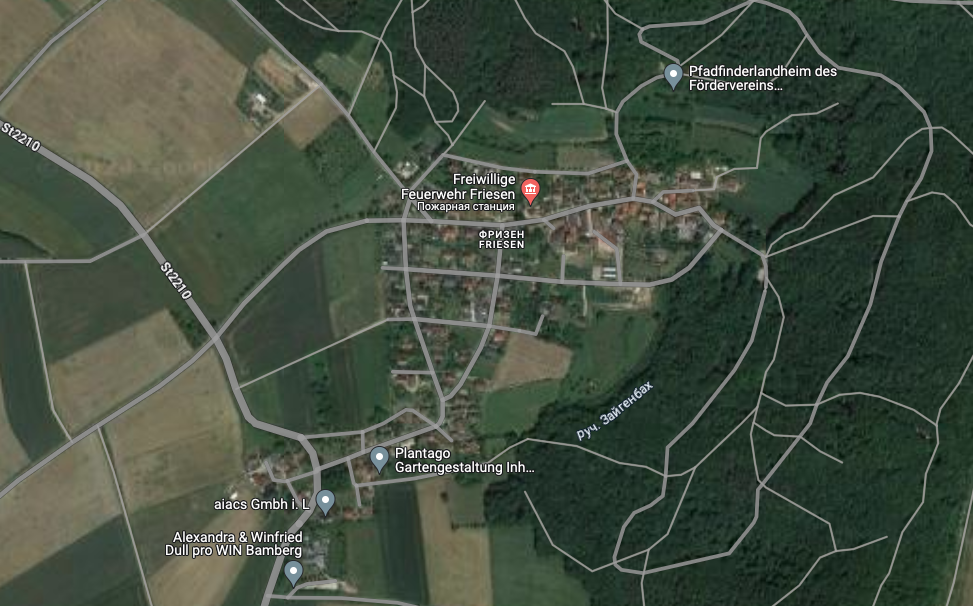 Pfadfinderlandheim des
Fördervereins...
St2210
Freiwillige
Feuerwehr Friesen
Пожарная станция
ФРИЗЕН
FRIESEN
St2210
Руч. Зайгенбах
Plantago
Gartengestaltung Inh...
aiacs Gmbh i. L
Alexandra & Winfried
Dull pro WIN Bamberg